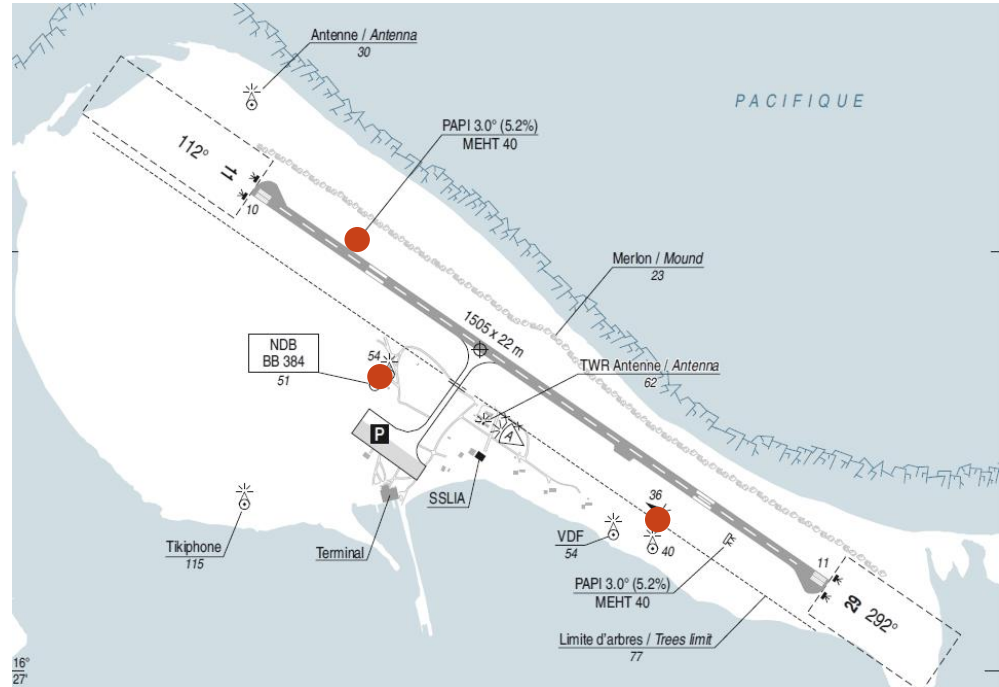 Antenne / Antenna
30
PACIFIQUE
PAPI 3.0° (5.2%)
MEHT 40
112°
11
10
Merlon / Mound
23
1505 x 22 m
NDB
BB 384
51
54
TWR Antenne / Antenna
62
A
P
SSLIA
36
Tikiphone
115
Terminal
VDF
54
40
11
PAPI 3.0° (5.2%)
MEHT 40
29
292°
Limite d'arbres / Trees limit
77
16°
27'